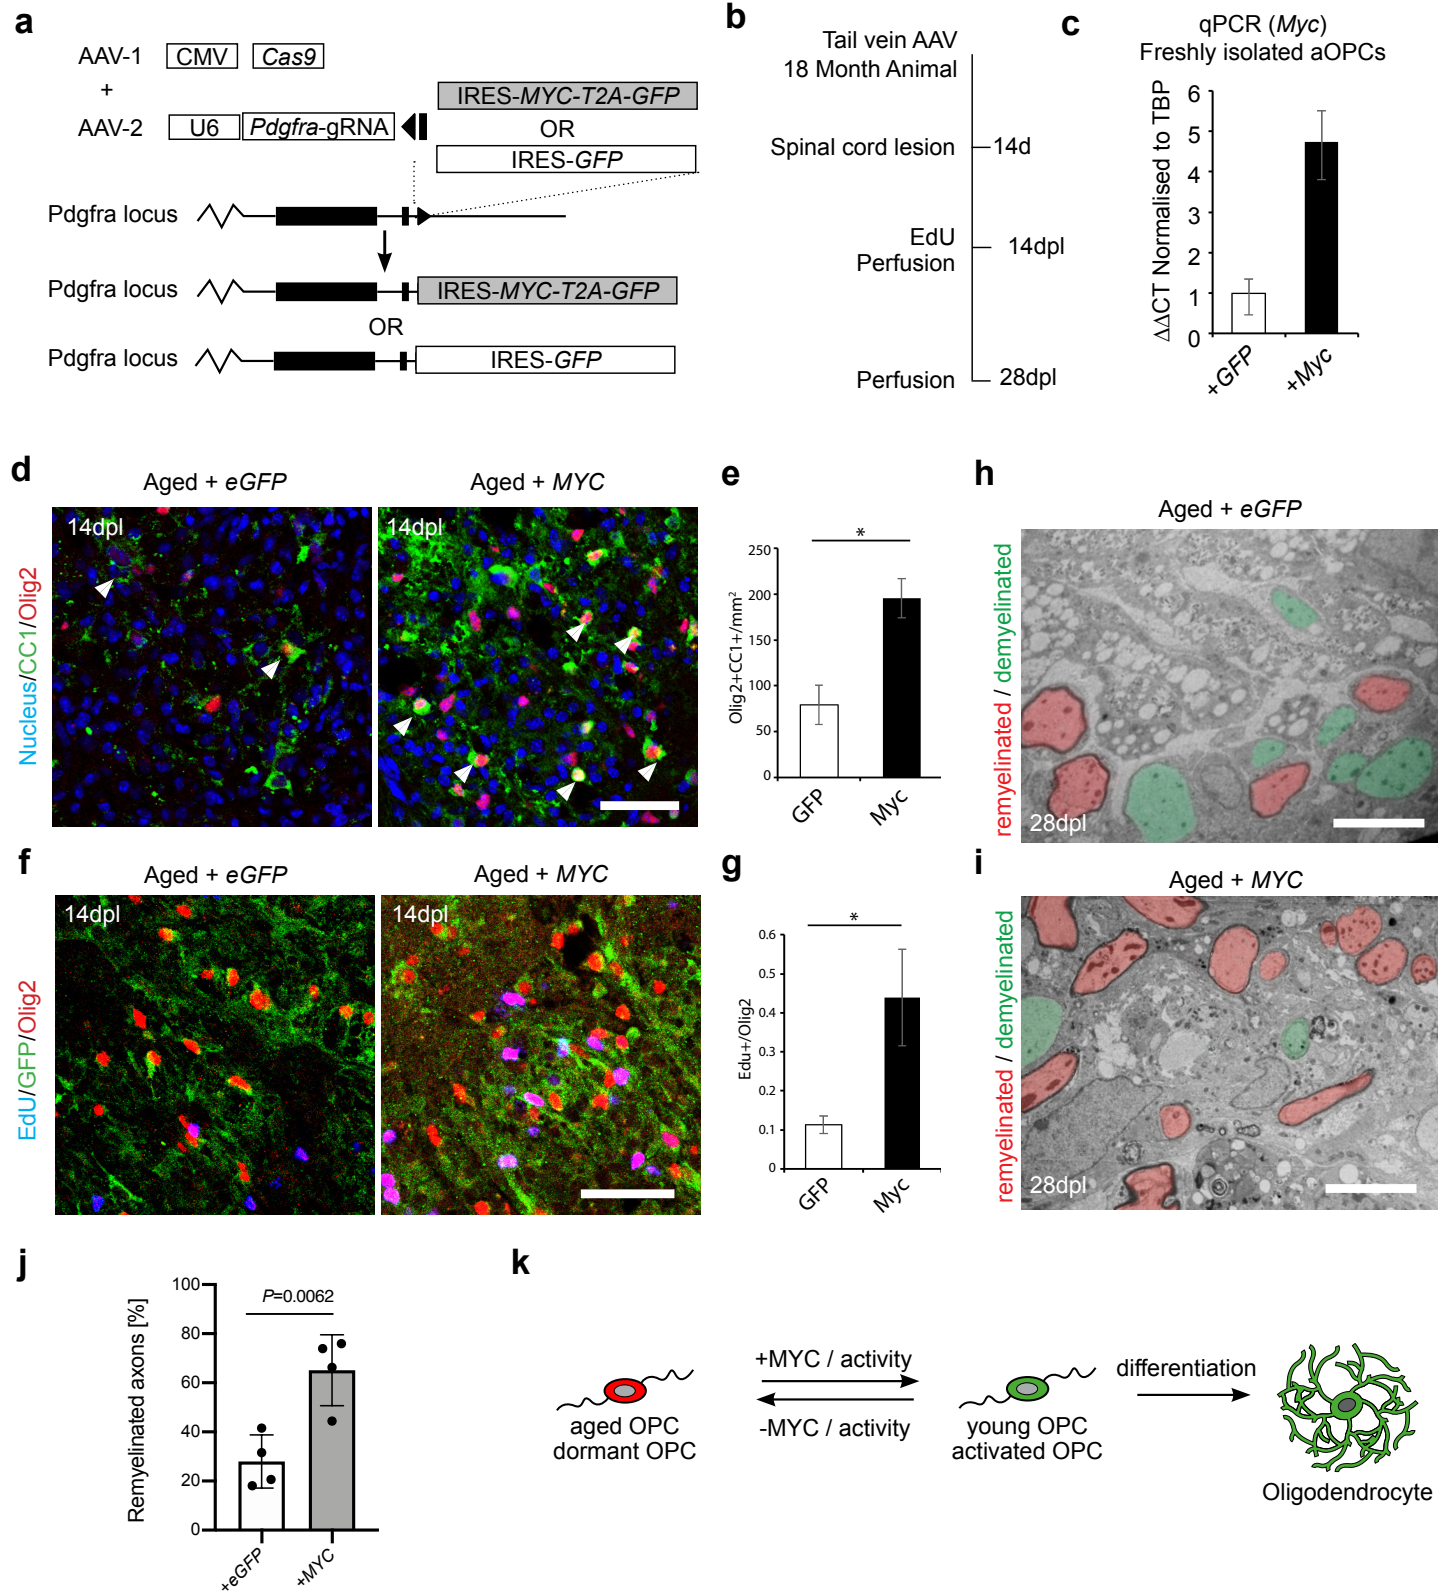 a
AAV-1 CMV Cas9
+
AAV-2 U6 Pdgfra-gRNA
IRES-MYC-T2A-GFP
OR
IRES-GFP
Pdgfra locus
Pdgfra locus IRES-MYC-T2A-GFP
OR
Pdgfra locus IRES-GFP
b
Tail vein AAV
18 Month Animal
Spinal cord lesion 14d
EdU
Perfusion
14dpl
Perfusion 28dpl
c
qPCR (Myc)
Freshly isolated aOPCs
ΔΔCT Normalised to TBP
6
5
4
3
2
1
0
+GFP
+Myc
d
Aged + eGFP
Aged + MYC
Nucleus/CC1/Olig2
14dpl
14dpl
e
*
Olig2+CC1+/mm²
250
200
150
100
50
0
GFP
Myc
f
Aged + eGFP
Aged + MYC
EdU/GFP/Olig2
14dpl
14dpl
g
*
Edu+/Olig2
0.6
0.5
0.4
0.3
0.2
0.1
0
GFP
Myc
h
Aged + eGFP
remyelinated / demyelinated
28dpl
i
Aged + MYC
remyelinated / demyelinated
28dpl
j
P=0.0062
Remyelinated axons [%]
100
80
60
40
20
0
+eGFP
+MYC
k
aged OPC
dormant OPC
+MYC / activity
-MYC / activity
young OPC
activated OPC
differentiation
Oligodendrocyte